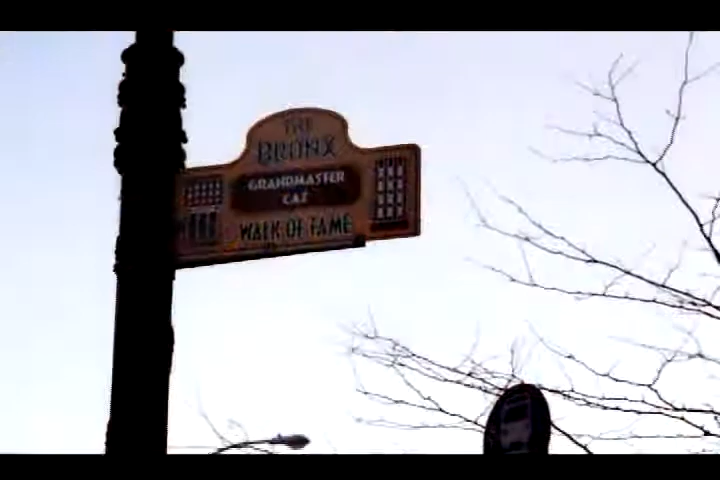 THE
BRONX
GRANDMASTER
CAZ
WALK OF FAME